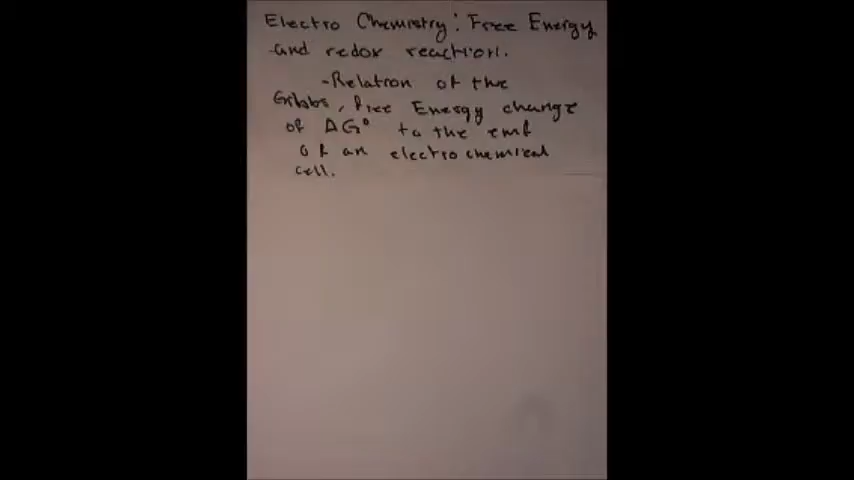 Electro Chemistry: Free Energy
and redox reaction.
-Relation of the
Gibbs, free Energy change
of ΔG° to the emf
of an electrochemical
cell.